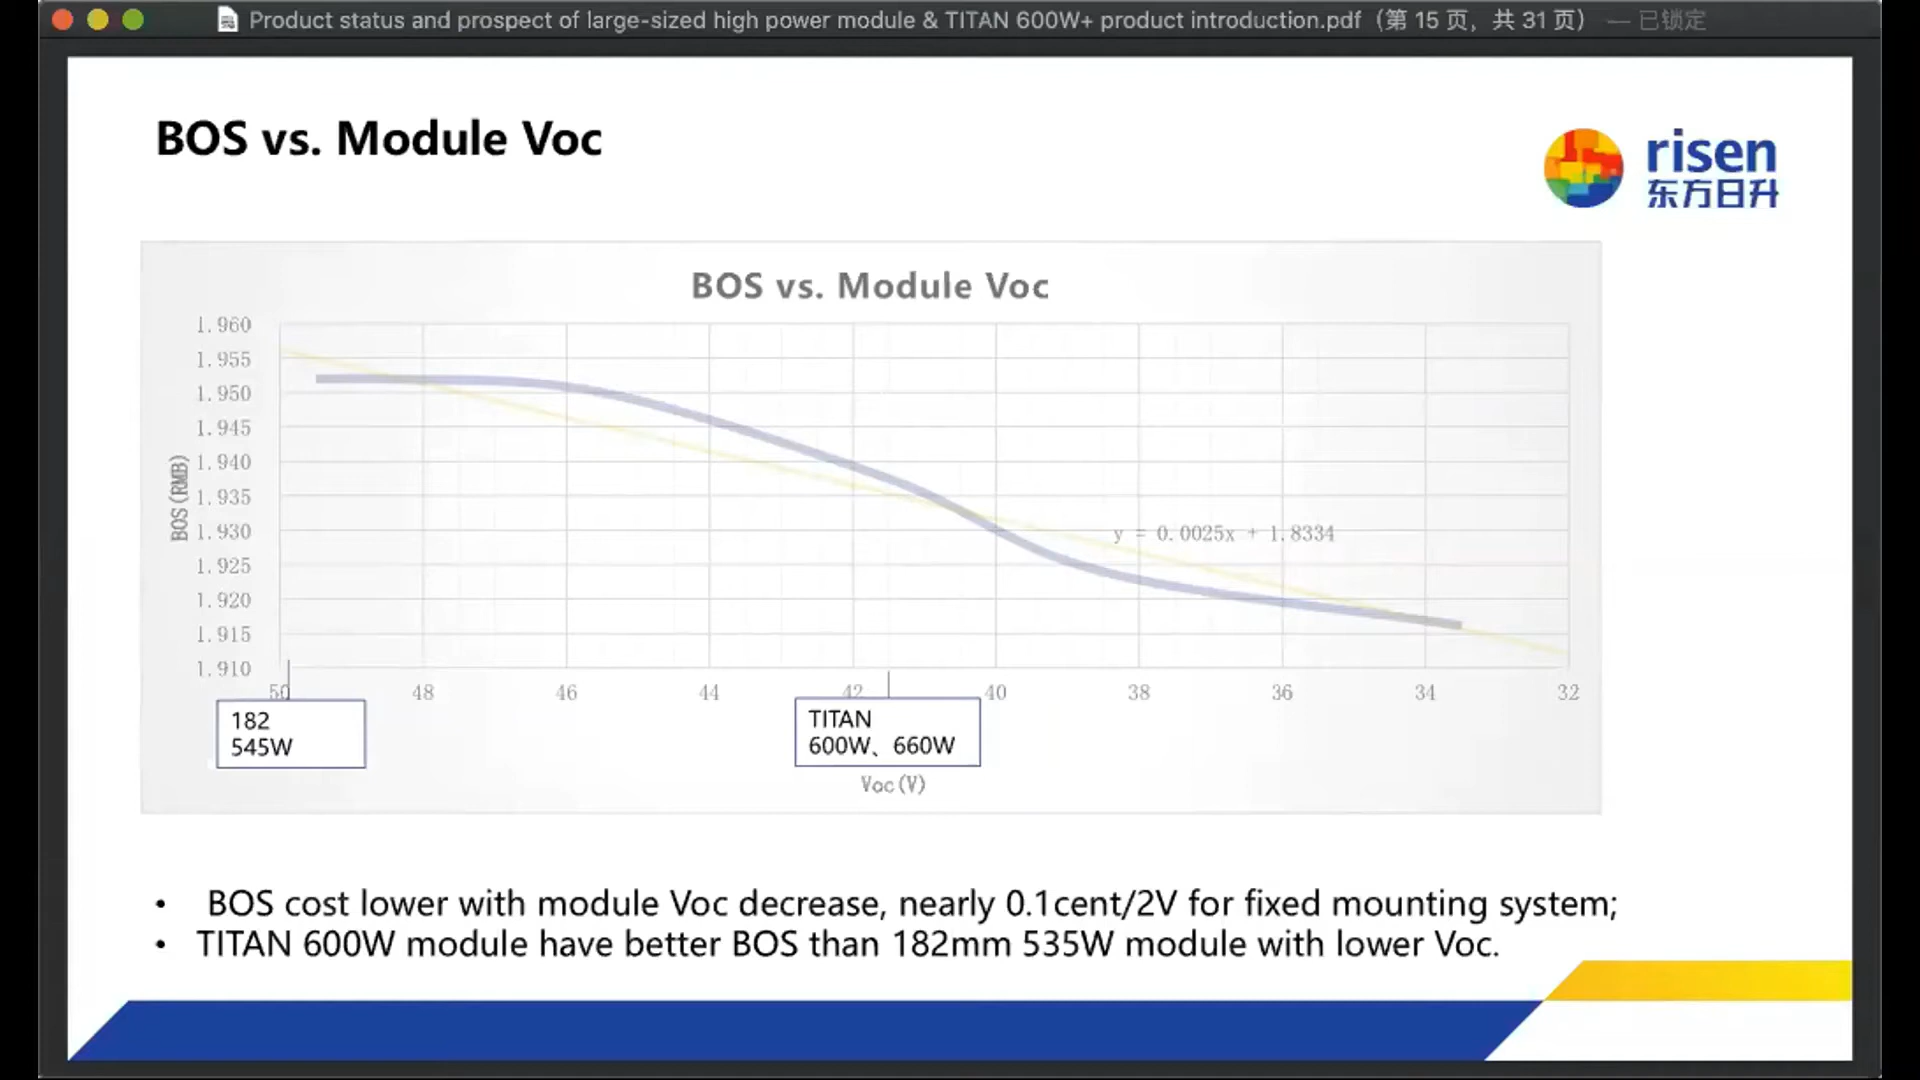 Product status and prospect of large-sized high power module & TITAN 600W+ product introduction.pdf（第 15 页，共 31 页） — 已锁定
BOS vs. Module Voc
risen
东方日升
BOS vs. Module Voc
1.960
1.955
1.950
1.945
1.940
1.935
1.930
1.925
1.920
1.915
1.910
BOS(RMB)
y = 0.0025x + 1.8334
50 48 46 44 42 40 38 36 34 32
182
545W
TITAN
600W、660W
Voc(V)
• BOS cost lower with module Voc decrease, nearly 0.1cent/2V for fixed mounting system;
• TITAN 600W module have better BOS than 182mm 535W module with lower Voc.